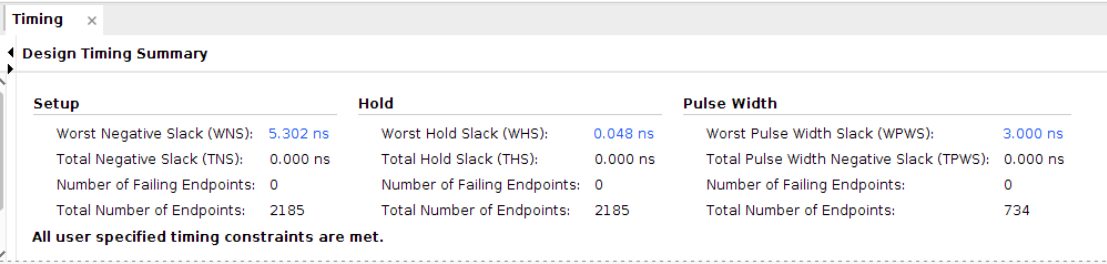 Timing ×
Design Timing Summary
Setup Hold Pulse Width
Worst Negative Slack (WNS): 5.302 ns Worst Hold Slack (WHS): 0.048 ns Worst Pulse Width Slack (WPWS): 3.000 ns
Total Negative Slack (TNS): 0.000 ns Total Hold Slack (THS): 0.000 ns Total Pulse Width Negative Slack (TPWS): 0.000 ns
Number of Failing Endpoints: 0 Number of Failing Endpoints: 0 Number of Failing Endpoints: 0
Total Number of Endpoints: 2185 Total Number of Endpoints: 2185 Total Number of Endpoints: 734
All user specified timing constraints are met.